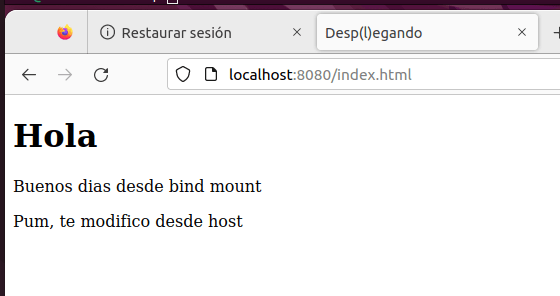 Restaurar sesión
Desp(l)egando
localhost:8080/index.html
Hola
Buenos dias desde bind mount
Pum, te modifico desde host